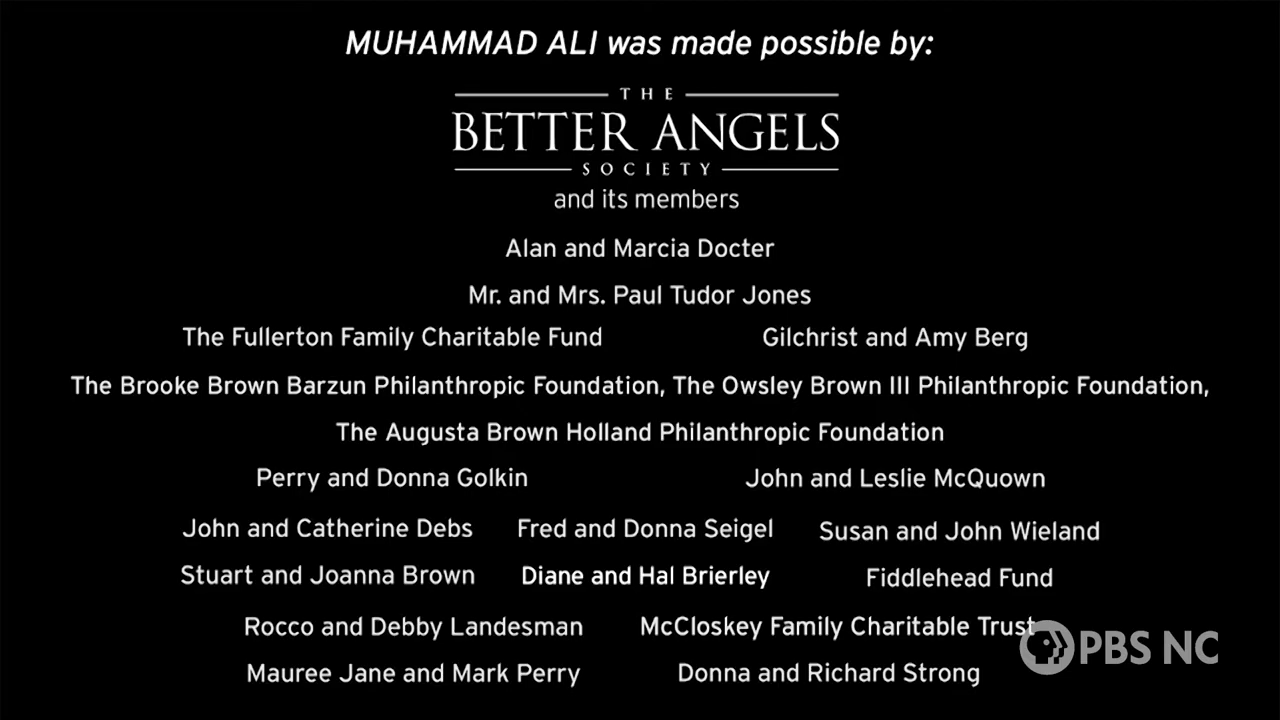 MUHAMMAD ALI was made possible by:
THE
BETTER ANGELS
SOCIETY
and its members
Alan and Marcia Docter
Mr. and Mrs. Paul Tudor Jones
The Fullerton Family Charitable Fund Gilchrist and Amy Berg
The Brooke Brown Barzun Philanthropic Foundation, The Owsley Brown III Philanthropic Foundation,
The Augusta Brown Holland Philanthropic Foundation
Perry and Donna Golkin John and Leslie McQuown
John and Catherine Debs Fred and Donna Seigel Susan and John Wieland
Stuart and Joanna Brown Diane and Hal Brierley Fiddlehead Fund
Rocco and Debby Landesman McCloskey Family Charitable Trust
PBS NC
Mauree Jane and Mark Perry Donna and Richard Strong